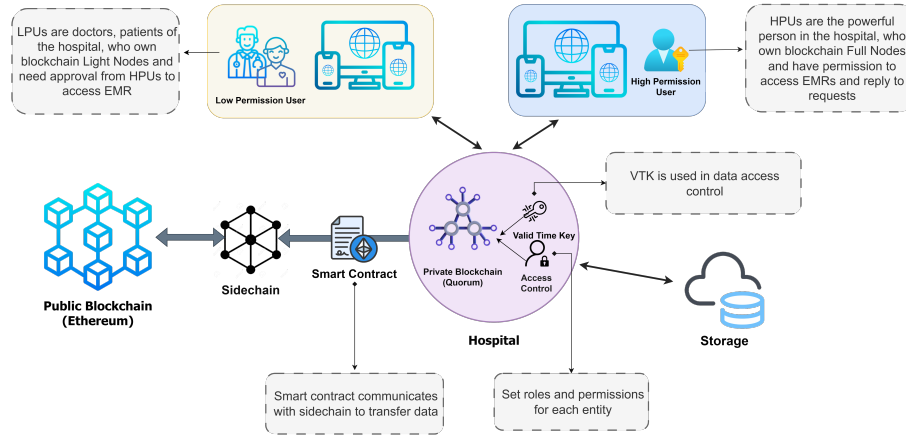 LPUs are doctors, patients of
the hospital, who own
blockchain Light Nodes and
need approval from HPUs to
access EMR
Low Permission User
High Permission
User
HPUs are the powerful
person in the hospital, who
own blockchain Full Nodes
and have permission to
access EMRs and reply to
requests
VTK is used in data access
control
Valid Time Key
Private Blockchain
(Quorum)
Access
Control
Smart Contract
Sidechain
Public Blockchain
(Ethereum)
Hospital
Storage
Smart contract communicates
with sidechain to transfer data
Set roles and permissions
for each entity